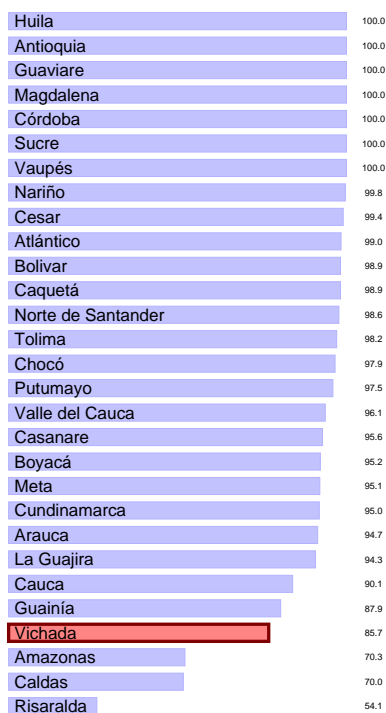 Huila 100.0
Antioquia 100.0
Guaviare 100.0
Magdalena 100.0
Córdoba 100.0
Sucre 100.0
Vaupés 100.0
Nariño 99.8
Cesar 99.4
Atlántico 99.0
Bolivar 98.9
Caquetá 98.9
Norte de Santander 98.6
Tolima 98.2
Chocó 97.9
Putumayo 97.5
Valle del Cauca 96.1
Casanare 95.6
Boyacá 95.2
Meta 95.1
Cundinamarca 95.0
Arauca 94.7
La Guajira 94.3
Cauca 90.1
Guainía 87.9
Vichada 85.7
Amazonas 70.3
Caldas 70.0
Risaralda 54.1